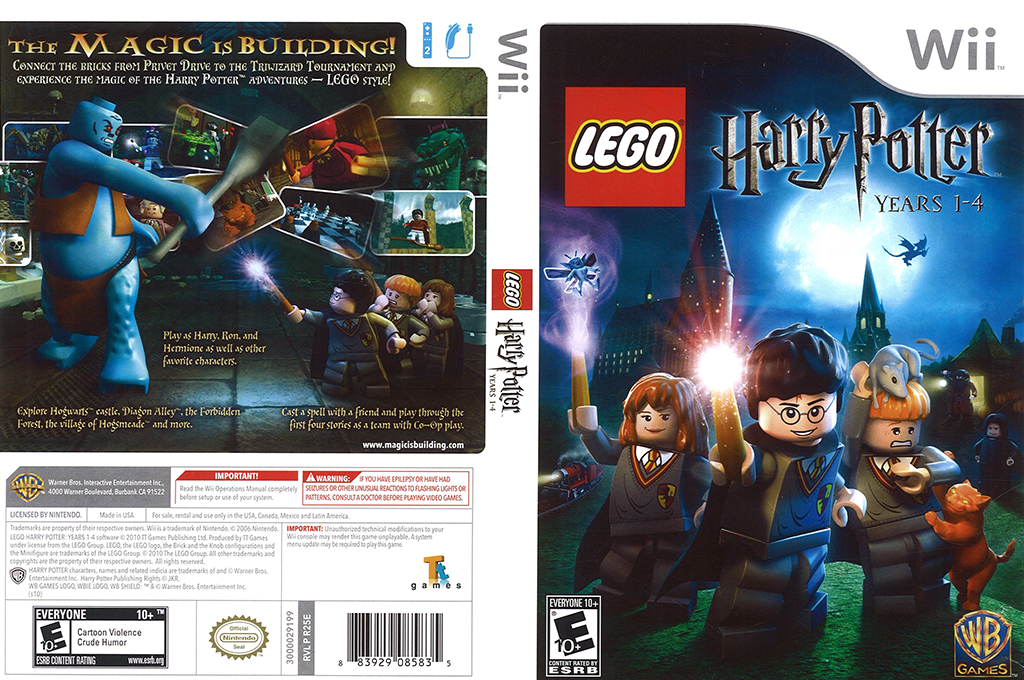 THE MAGIC IS BUILDING!
CONNECT THE BRICKS FROM PRIVET DRIVE TO THE TRIWIZARD TOURNAMENT AND
EXPERIENCE THE MAGIC OF THE HARRY POTTER™ ADVENTURES — LEGO STYLE!
2
Play as Harry, Ron, and
Hermione as well as other
favorite characters.
Explore Hogwarts™ castle, Diagon Alley™, the Forbidden
Forest, the village of Hogsmeade™ and more.
Cast a spell with a friend and play through the
first four stories as a team with Co-Op play.
www.magicisbuilding.com
WB
Warner Bros. Interactive Entertainment Inc.,
4000 Warner Boulevard, Burbank CA 91522
IMPORTANT!
Read the Wii Operations Manual completely
before setup or use of your system.
WARNING: IF YOU HAVE EPILEPSY OR HAVE HAD
SEIZURES OR OTHER UNUSUAL REACTIONS TO FLASHING LIGHTS OR
PATTERNS, CONSULT A DOCTOR BEFORE PLAYING VIDEO GAMES.
LICENSED BY NINTENDO.
Made in USA
For sale, rental and use only in the USA, Canada, Mexico and Latin America.
Trademarks are property of their respective owners. Wii is a trademark of Nintendo. © 2006 Nintendo.
LEGO HARRY POTTER: YEARS 1-4 software © 2010 TT Games Publishing Ltd. Produced by TT Games
under license from the LEGO Group. LEGO, the LEGO logo, the Brick and the Knob configurations and
the Minifigure are trademarks of the LEGO Group. © 2010 The LEGO Group. All other trademarks and
copyrights are the property of their respective owners. All rights reserved.
HARRY POTTER characters, names and related indicia are trademarks of and © Warner Bros.
Entertainment Inc. Harry Potter Publishing Rights © JKR.
WB GAMES LOGO, WBIE LOGO, WB SHIELD: ™ & © Warner Bros. Entertainment Inc.
(s10)
IMPORTANT: Unauthorized technical modifications to your
Wii console may render this game unplayable. A system
menu update may be required to play this game.
Tt
games
EVERYONE 10+ ™
E
10+
Cartoon Violence
Crude Humor
ESRB CONTENT RATING www.esrb.org
Official
Nintendo
Seal
3000029199
RVL P R25E
8 83929 08583 5
Wii™
LEGO
Harry Potter
YEARS 1-4
Wii™
LEGO®
Harry Potter™
YEARS 1-4
EVERYONE 10+
E
10+
®
CONTENT RATED BY
ESRB
WB
GAMES™